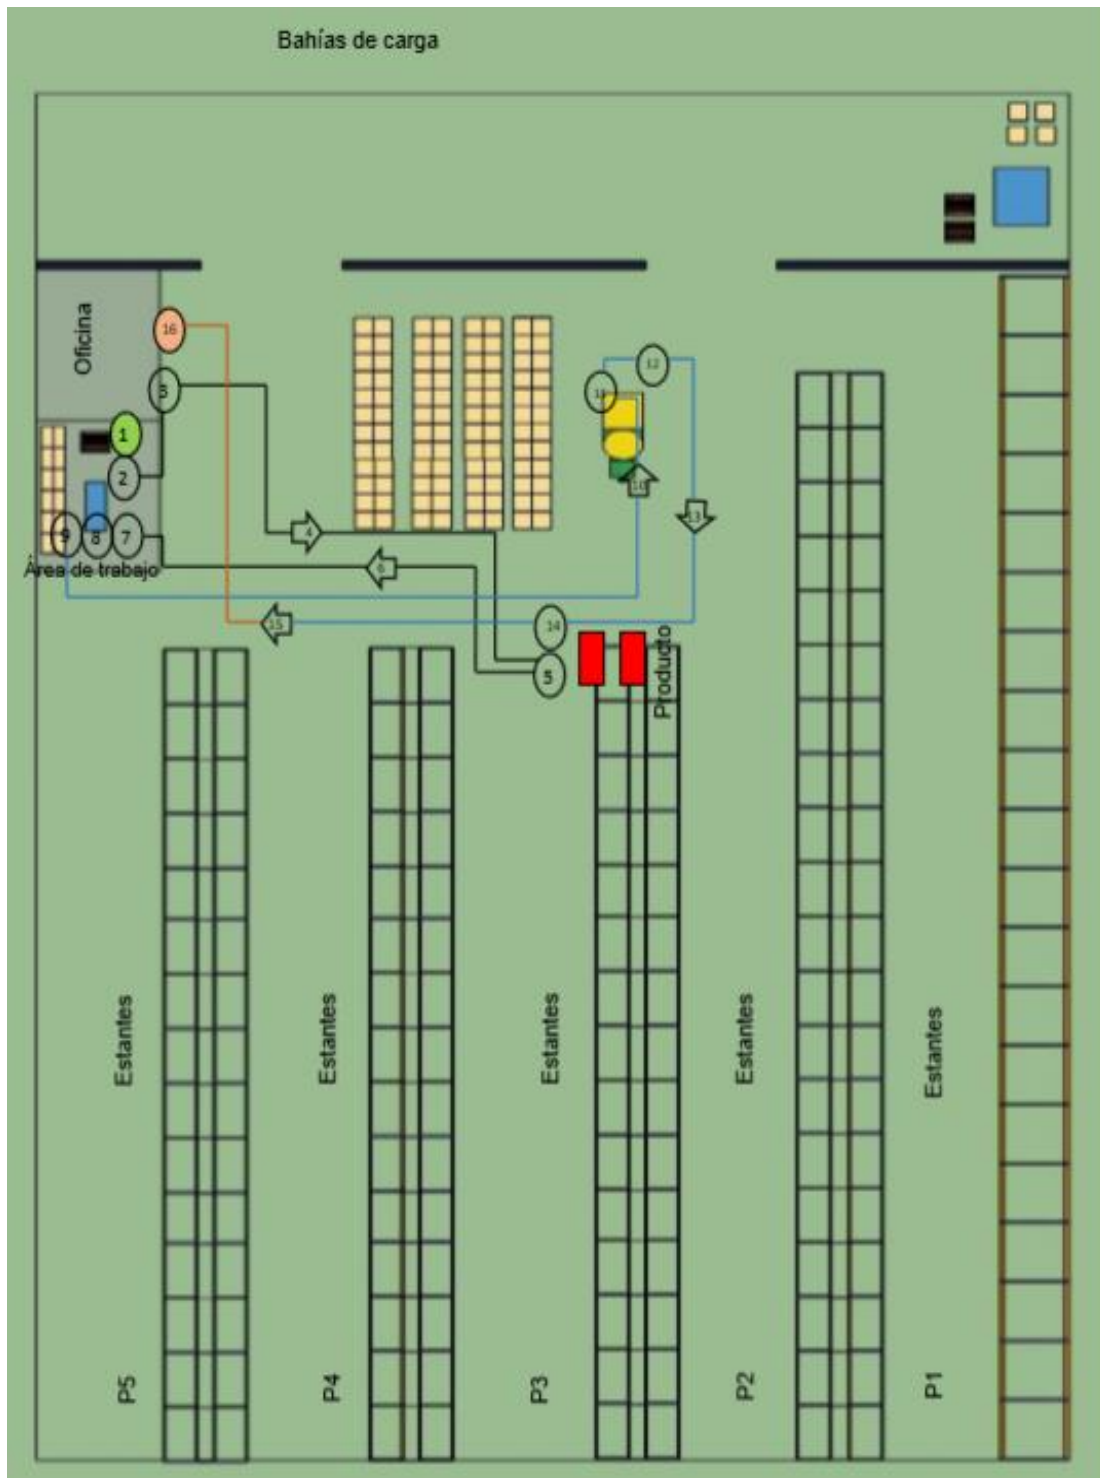 Bahías de carga
Oficina
16
3
12
11
1
2
10
13
4
9
8
7
6
Área de trabajo
15
14
5
Producto
Estantes
Estantes
Estantes
Estantes
Estantes
P5
P4
P3
P2
P1